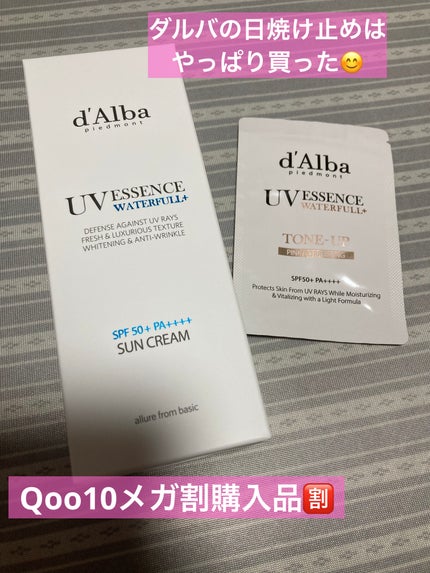 ダルバの日焼け止めは
やっぱり買った😊
d'Alba
piedmont
UV ESSENCE
WATERFULL+
DEFENSE AGAINST UV RAYS
FRESH & LUXURIOUS TEXTURE
WHITENING & ANTI-WRINKLE
SPF 50+ PA++++
SUN CREAM
allure from basic
d'Alba
piedmont
UV ESSENCE
WATERFULL+
TONE-UP
SPF50+ PA++++
Protects Skin From UV RAYS While Moisturizing
& Vitalizing with a Light Formula
Qoo10メガ割購入品🈹